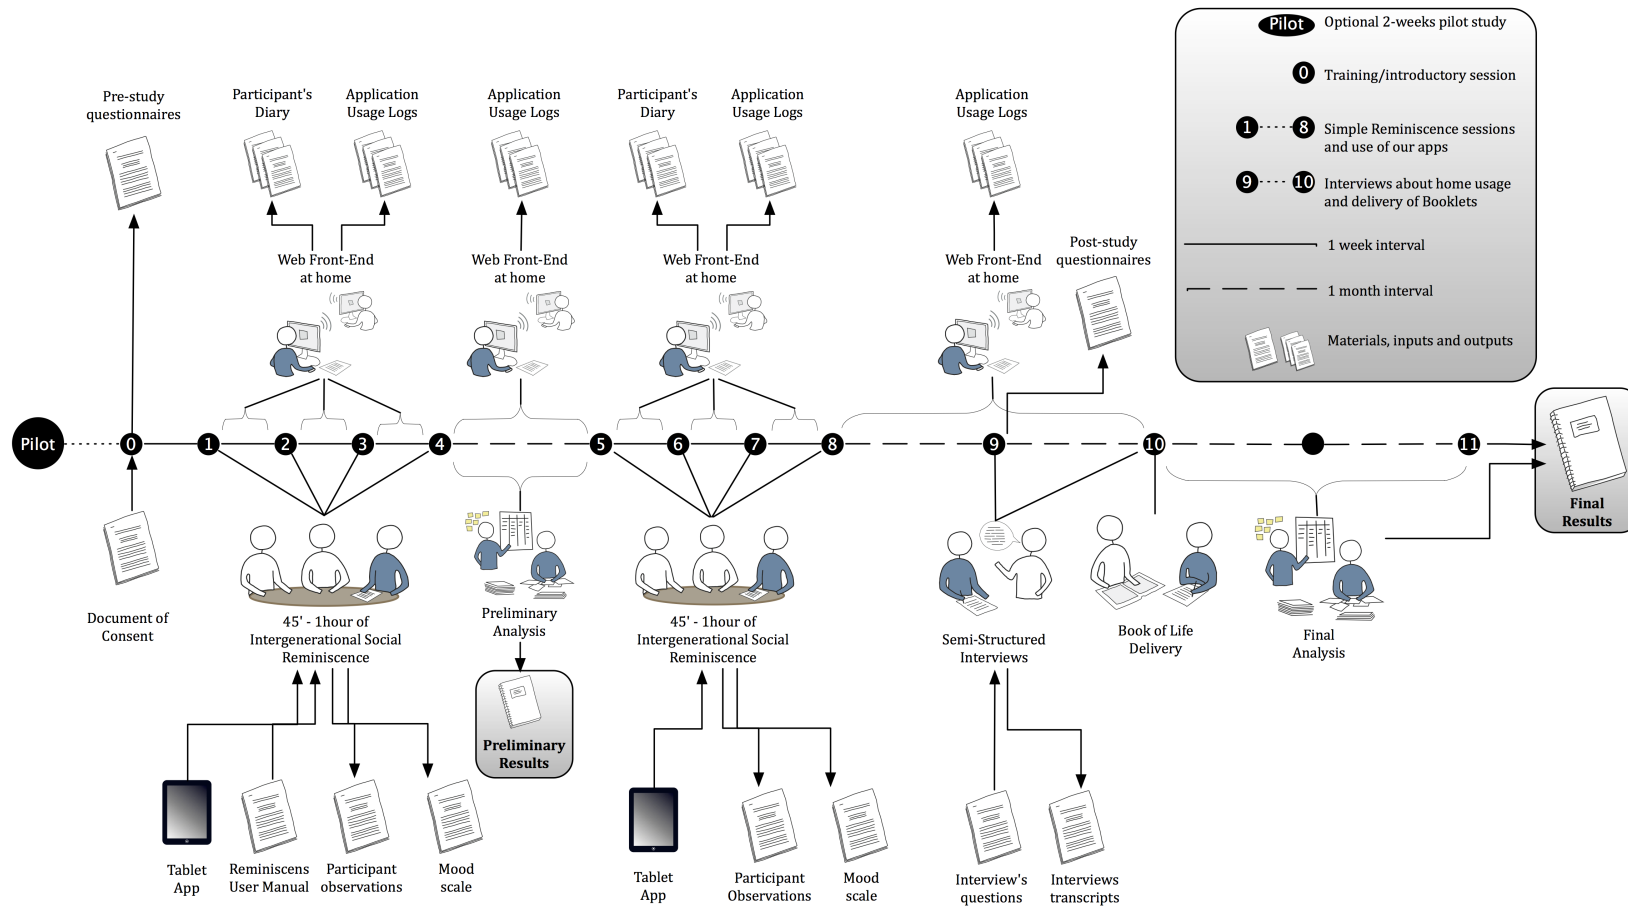 Pilot
Optional 2-weeks pilot study
0
Training/introductory session
1
8
Simple Reminiscence sessions
and use of our apps
9
10
Interviews about home usage
and delivery of Booklets
1 week interval
1 month interval
Materials, inputs and outputs
Pre-study
questionnaires
Participant's
Diary
Application
Usage Logs
Application
Usage Logs
Participant's
Diary
Application
Usage Logs
Application
Usage Logs
Web Front-End
at home
Web Front-End
at home
Web Front-End
at home
Web Front-End
at home
Post-study
questionnaires
Pilot
0
1
2
3
4
5
6
7
8
9
10
11
Final
Results
Document of
Consent
45' - 1hour of
Intergenerational Social
Reminiscence
Preliminary
Analysis
45' - 1hour of
Intergenerational Social
Reminiscence
Semi-Structured
Interviews
Book of Life
Delivery
Final
Analysis
Preliminary
Results
Tablet
App
Reminiscens
User Manual
Participant
observations
Mood
scale
Tablet
App
Participant
Observations
Mood
scale
Interview's
questions
Interviews
transcripts